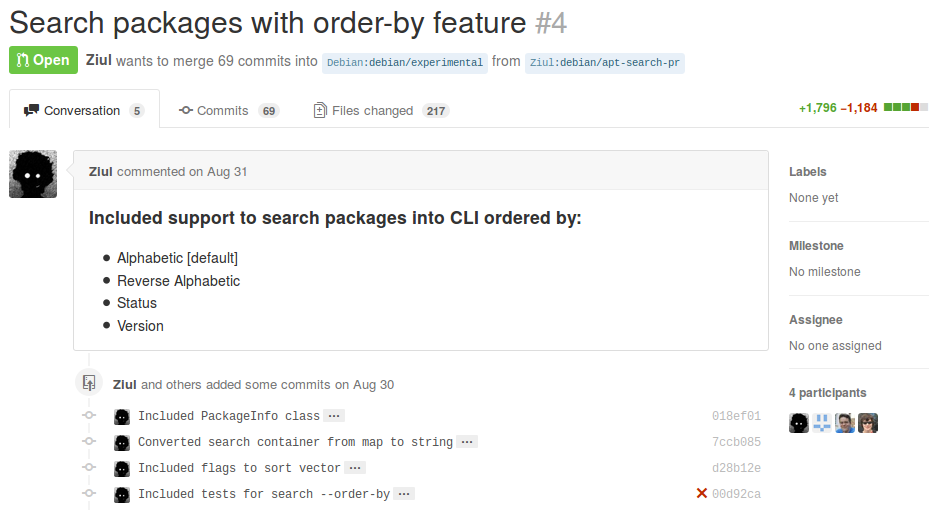 Search packages with order-by feature #4
Open Ziul wants to merge 69 commits into Debian:debian/experimental from Ziul:debian/apt-search-pr
Conversation 5 Commits 69 Files changed 217 +1,796 −1,184
Ziul commented on Aug 31
Included support to search packages into CLI ordered by:
Alphabetic [default]
Reverse Alphabetic
Status
Version
Labels
None yet
Milestone
No milestone
Assignee
No one assigned
4 participants
Ziul and others added some commits on Aug 30
Included PackageInfo class … 018ef01
Converted search container from map to string … 7ccb085
Included flags to sort vector … d28b12e
Included tests for search --order-by … 00d92ca